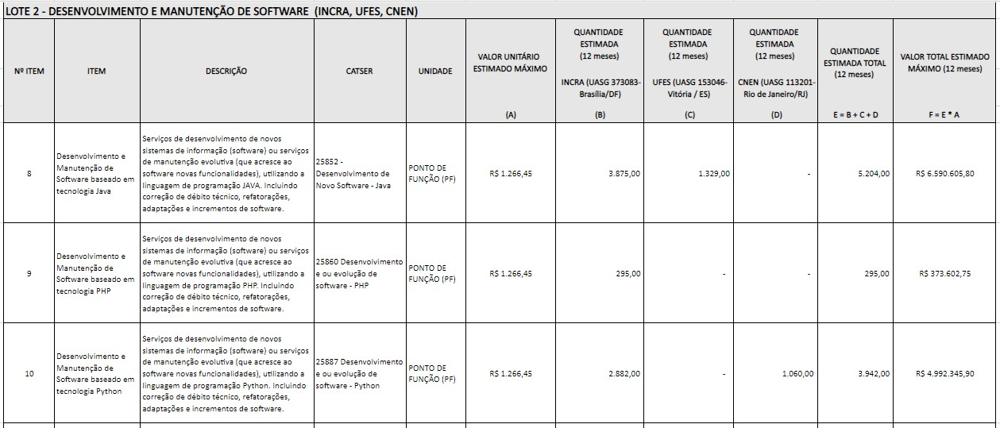 LOTE 2 - DESENVOLVIMENTO E MANUTENÇÃO DE SOFTWARE (INCRA, UFES, CNEN)
Nº ITEM
ITEM
DESCRIÇÃO
CATSER
UNIDADE
VALOR UNITÁRIO
ESTIMADO MÁXIMO
(A)
QUANTIDADE
ESTIMADA
(12 meses)
INCRA (UASG 373083-
Brasília/DF)
(B)
QUANTIDADE
ESTIMADA
(12 meses)
UFES (UASG 153046-
Vitória / ES)
(C)
QUANTIDADE
ESTIMADA
(12 meses)
CNEN (UASG 113201-
Rio de Janeiro/RJ)
(D)
QUANTIDADE
ESTIMADA TOTAL
(12 meses)
E = B + C + D
VALOR TOTAL ESTIMADO
MÁXIMO (12 meses)
F = E * A
8
Desenvolvimento e
Manutenção de
Software baseado em
tecnologia Java
Serviços de desenvolvimento de novos
sistemas de informação (software) ou serviços
de manutenção evolutiva (que acresce ao
software novas funcionalidades), utilizando a
linguagem de programação JAVA. Incluindo
correção de débito técnico, refatorações,
adaptações e incrementos de software.
25852 -
Desenvolvimento de
Novo Software - Java
PONTO DE
FUNÇÃO (PF)
R$ 1.266,45
3.875,00
1.329,00
-
5.204,00
R$ 6.590.605,80
9
Desenvolvimento e
Manutenção de
Software baseado em
tecnologia PHP
Serviços de desenvolvimento de novos
sistemas de informação (software) ou serviços
de manutenção evolutiva (que acresce ao
software novas funcionalidades), utilizando a
linguagem de programação PHP. Incluindo
correção de débito técnico, refatorações,
adaptações e incrementos de software.
25860 Desenvolvimento
e ou evolução de
software - PHP
PONTO DE
FUNÇÃO (PF)
R$ 1.266,45
295,00
-
-
295,00
R$ 373.602,75
10
Desenvolvimento e
Manutenção de
Software baseado em
tecnologia Python
Serviços de desenvolvimento de novos
sistemas de informação (software) ou serviços
de manutenção evolutiva (que acresce ao
software novas funcionalidades), utilizando a
linguagem de programação Python. Incluindo
correção de débito técnico, refatorações,
adaptações e incrementos de software.
25887 Desenvolvimento
e ou evolução de
software - Python
PONTO DE
FUNÇÃO (PF)
R$ 1.266,45
2.882,00
-
1.060,00
3.942,00
R$ 4.992.345,90